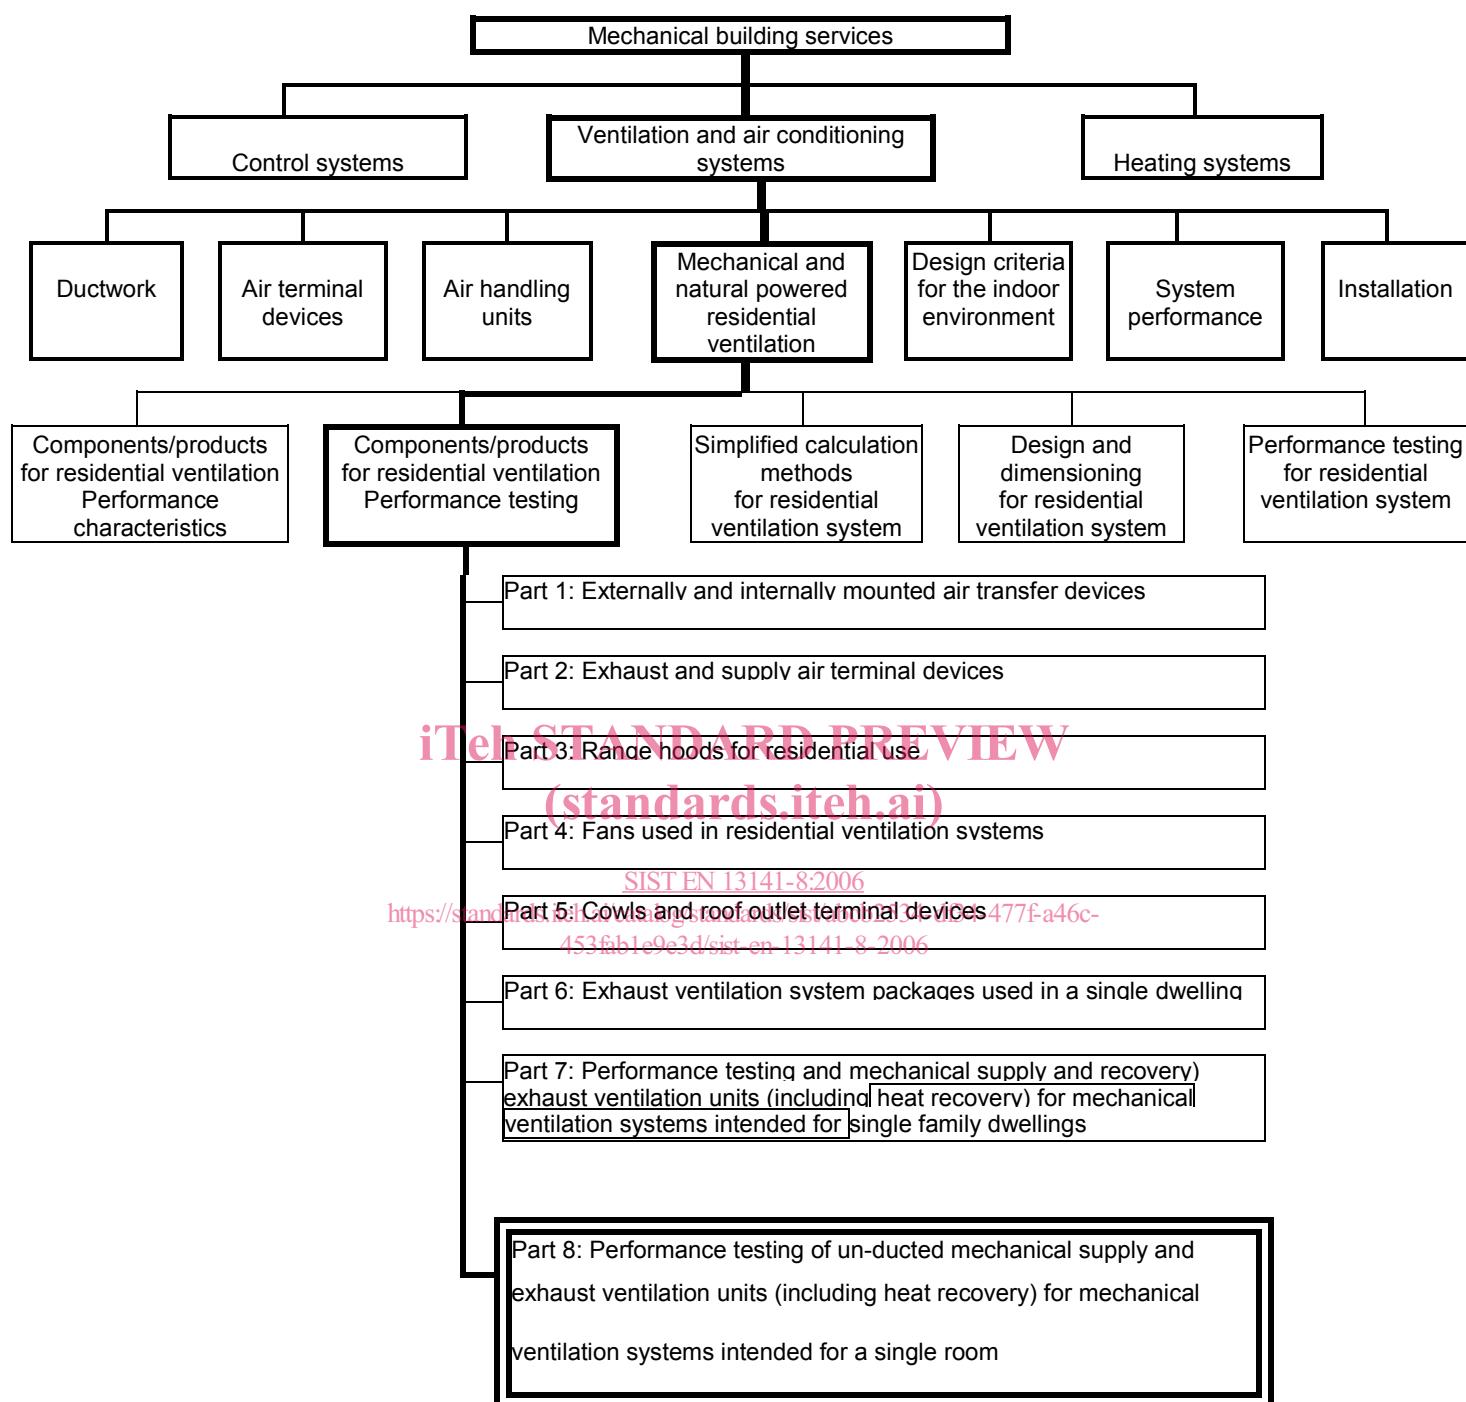 Mechanical building services
Control systems
Ventilation and air conditioning
systems
Heating systems
Ductwork
Air terminal
devices
Air handling
units
Mechanical and
natural powered
residential
ventilation
Design criteria
for the indoor
environment
System
performance
Installation
Components/products
for residential ventilation
Performance
characteristics
Components/products
for residential ventilation
Performance testing
Simplified calculation
methods
for residential
ventilation system
Design and
dimensioning
for residential
ventilation system
Performance testing
for residential
ventilation system
Part 1: Externally and internally mounted air transfer devices
Part 2: Exhaust and supply air terminal devices
iTeh STANDARD PREVIEW
Part 3: Range hoods for residential use
(standards.iteh.ai)
Part 4: Fans used in residential ventilation systems
SIST EN 13141-8:2006
Part 5: Cowls and roof outlet terminal devices
453fab1e9e3d/sist-en-13141-8-2006
Part 6: Exhaust ventilation system packages used in a single dwelling
Part 7: Performance testing and mechanical supply and recovery)
exhaust ventilation units (including heat recovery) for mechanical
ventilation systems intended for single family dwellings
Part 8: Performance testing of un-ducted mechanical supply and
exhaust ventilation units (including heat recovery) for mechanical
ventilation systems intended for a single room